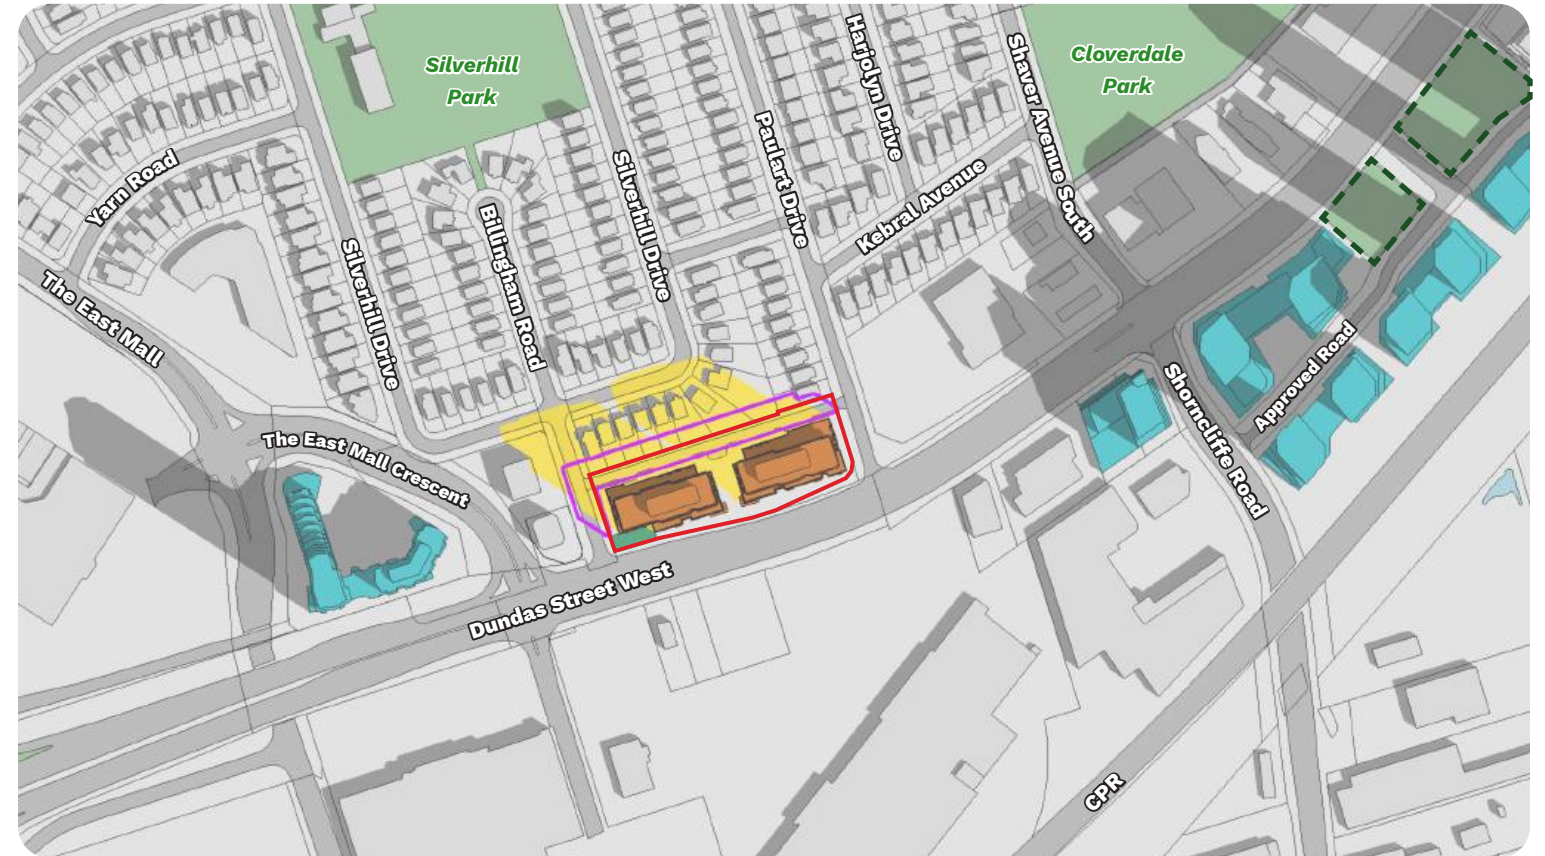 Silverhill
Park
Cloverdale
Park
Harjolyn Drive
Shaver Avenue South
Paulart Drive
Yarn Road
Silverhill Drive
Kebral Avenue
Billingham Road
Silverhill Drive
The East Mall
Approved Road
Shorncliffe Road
The East Mall Crescent
Dundas Street West
CPR